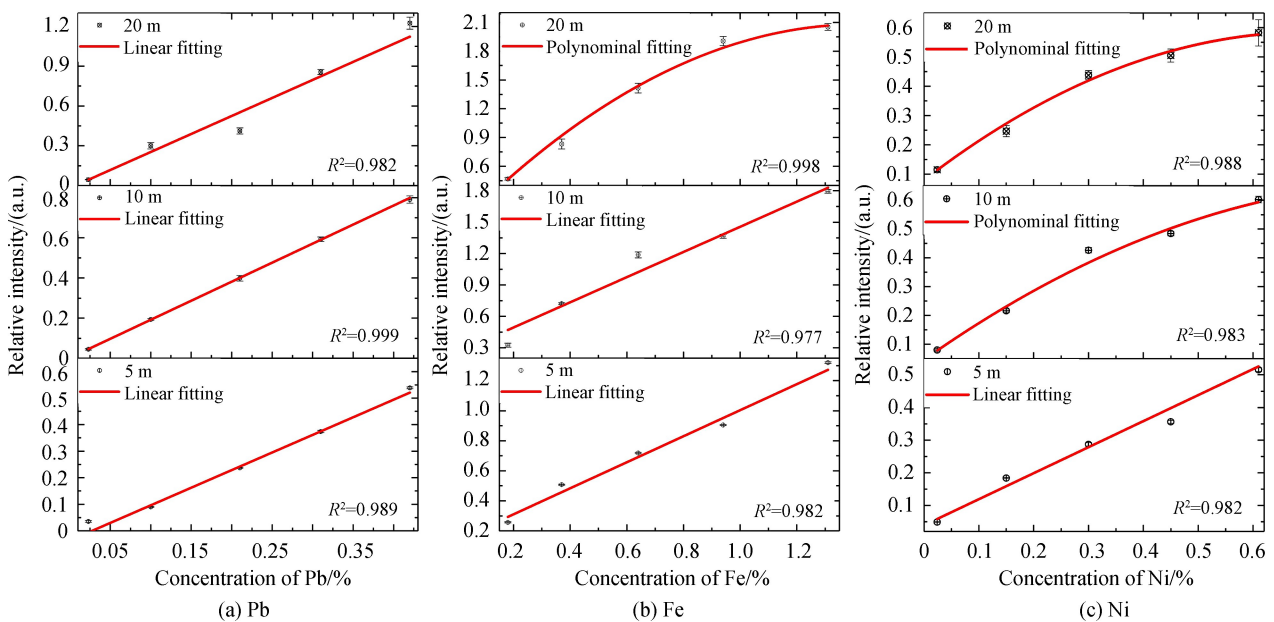 Relative intensity/(a.u.)
1.2
0.9
0.6
0.3
0
20 m
Linear fitting
R²=0.982
0.8
0.6
0.4
0.2
0
10 m
Linear fitting
R²=0.999
0.6
0.5
0.4
0.3
0.2
0.1
0
5 m
Linear fitting
R²=0.989
0.05 0.15 0.25 0.35
Concentration of Pb/%
(a) Pb
Relative intensity/(a.u.)
2.1
1.8
1.5
1.2
0.9
0.6
20 m
Polynominal fitting
R²=0.998
1.8
1.5
1.2
0.9
0.6
0.3
10 m
Linear fitting
R²=0.977
1.2
1.0
0.8
0.6
0.4
0.2
5 m
Linear fitting
R²=0.982
0.2 0.4 0.6 0.8 1.0 1.2
Concentration of Fe/%
(b) Fe
Relative intensity/(a.u.)
0.6
0.5
0.4
0.3
0.2
0.1
20 m
Polynominal fitting
R²=0.988
0.6
0.5
0.4
0.3
0.2
0.1
10 m
Polynominal fitting
R²=0.983
0.5
0.4
0.3
0.2
0.1
5 m
Linear fitting
R²=0.982
0 0.1 0.2 0.3 0.4 0.5 0.6
Concentration of Ni/%
(c) Ni